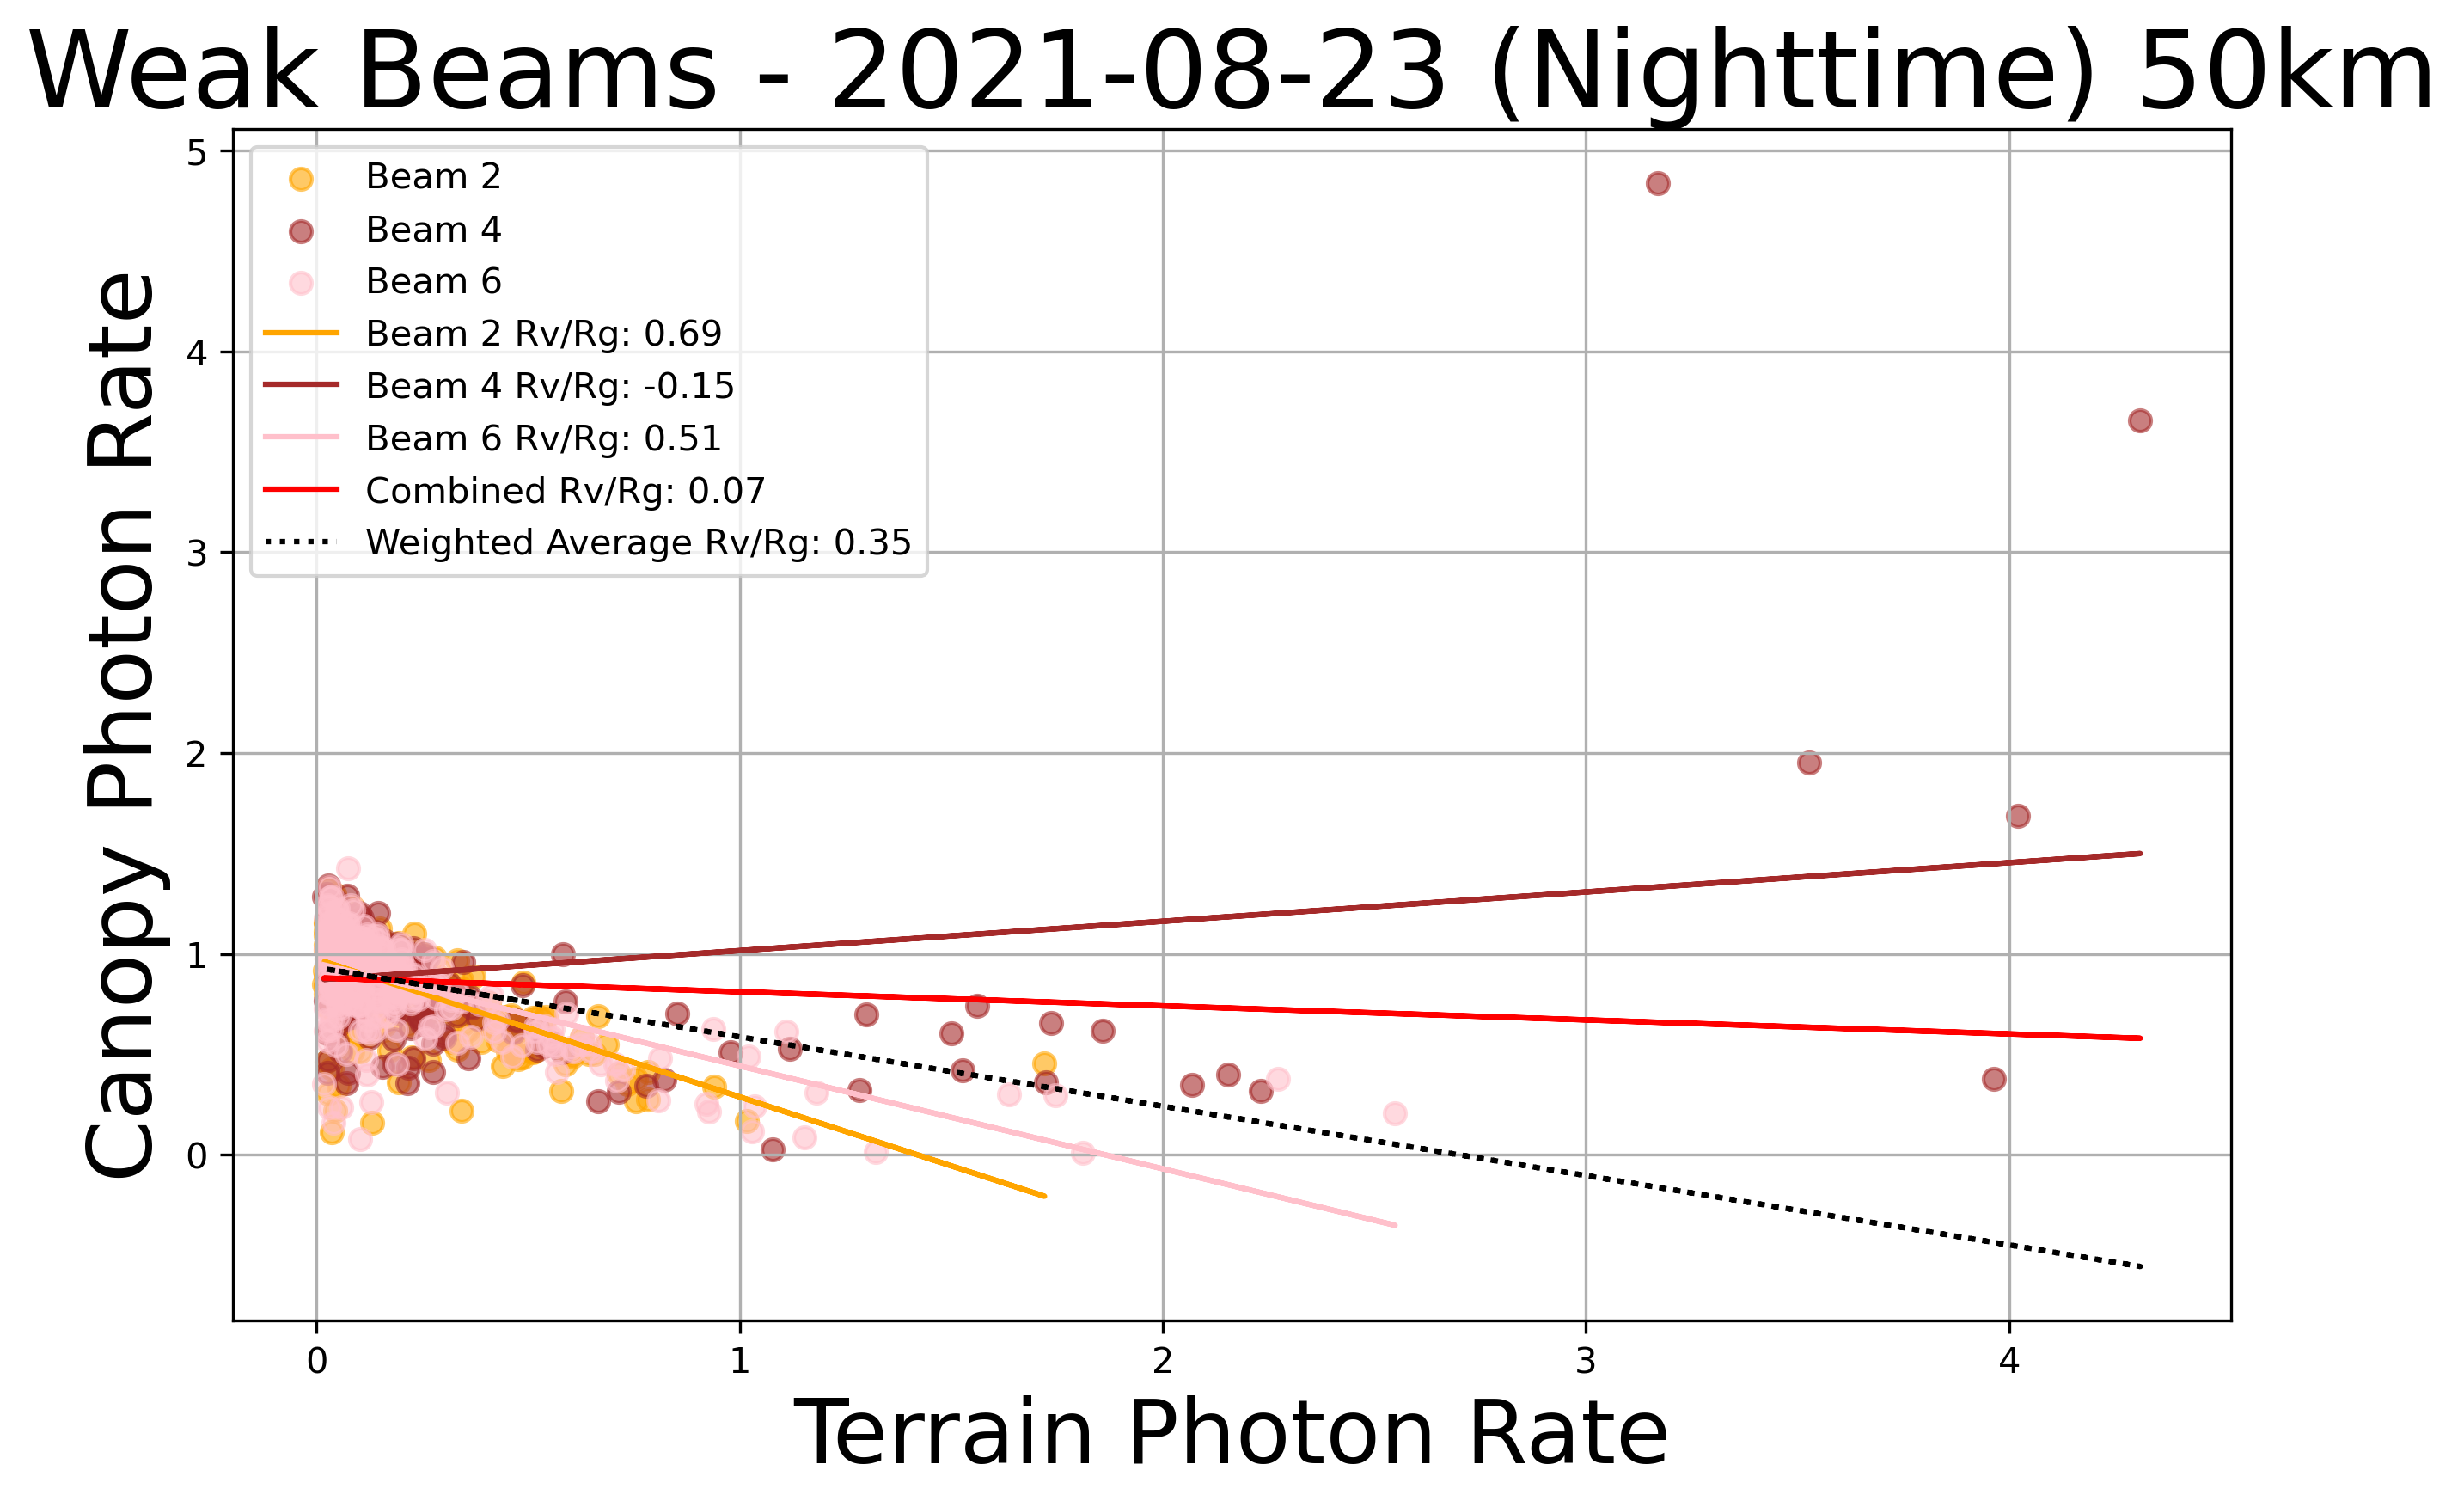 Weak Beams - 2021-08-23 (Nighttime) 50km
5
4
3
2
1
0
Canopy Photon Rate
Beam 2
Beam 4
Beam 6
Beam 2 Rv/Rg: 0.69
Beam 4 Rv/Rg: -0.15
Beam 6 Rv/Rg: 0.51
Combined Rv/Rg: 0.07
Weighted Average Rv/Rg: 0.35
0
1
2
3
4
Terrain Photon Rate